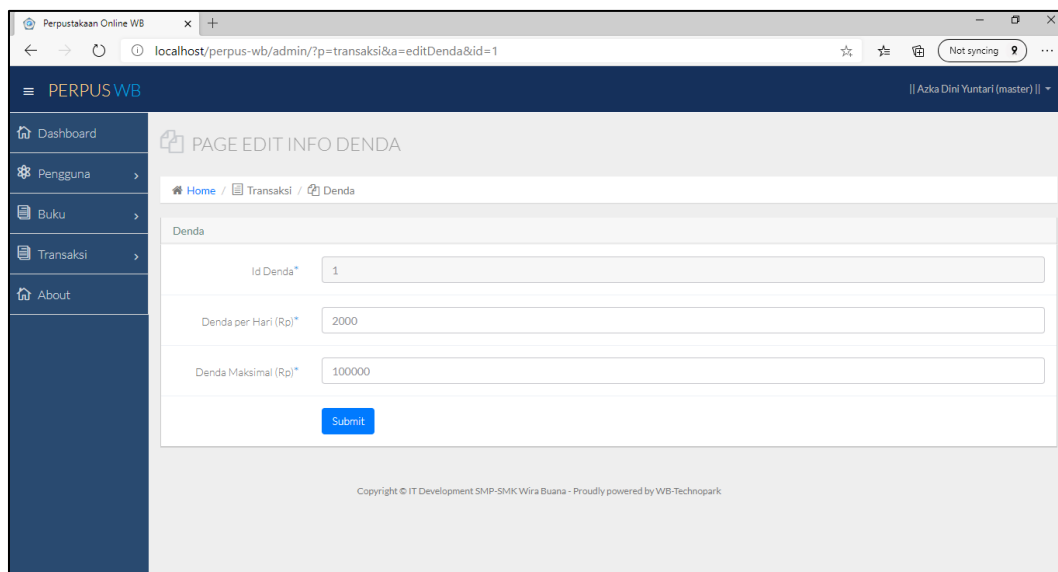 Perpustakaan Online WB
localhost/perpus-wb/admin/?p=transaksi&a=editDenda&id=1
Not syncing
PERPUS WB
|| Azka Dini Yuntari (master) ||
Dashboard
Pengguna
Buku
Transaksi
About
PAGE EDIT INFO DENDA
Home / Transaksi / Denda
Denda
Id Denda* 1
Denda per Hari (Rp)* 2000
Denda Maksimal (Rp)* 100000
Submit
Copyright © IT Development SMP-SMK Wira Buana - Proudly powered by WB-Technopark